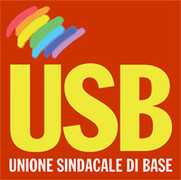 USB
UNIONE SINDACALE DI BASE